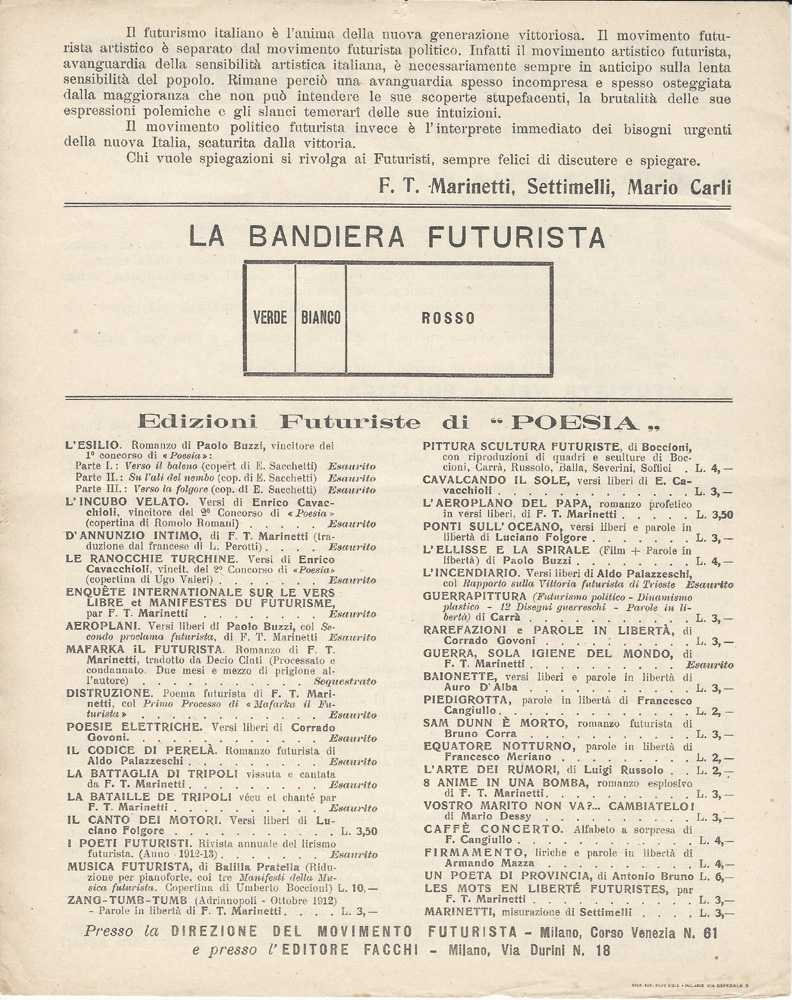 Il futurismo italiano è l'anima della nuova generazione vittoriosa. Il movimento futu-
rista artistico è separato dal movimento futurista politico. Infatti il movimento artistico futurista,
avanguardia della sensibilità artistica italiana, è necessariamente sempre in anticipo sulla lenta
sensibilità del popolo. Rimane perciò una avanguardia spesso incompresa e spesso osteggiata
dalla maggioranza che non può intendere le sue scoperte stupefacenti, la brutalità delle sue
espressioni polemiche e gli slanci temerari delle sue intuizioni.
Il movimento politico futurista invece è l'interprete immediato dei bisogni urgenti
della nuova Italia, scaturita dalla vittoria.
Chi vuole spiegazioni si rivolga ai Futuristi, sempre felici di discutere e spiegare.
F. T. Marinetti, Settimelli, Mario Carli
LA BANDIERA FUTURISTA
VERDE BIANCO ROSSO
Edizioni Futuriste di “ POESIA „
L'ESILIO. Romanzo di Paolo Buzzi, vincitore del
1º concorso di «Poesia»:
Parte I.: Verso il baleno (copert di E. Sacchetti) Esaurito
Parte II.: Su l'ali del nembo (cop. di E. Sacchetti) Esaurito
Parte III.: Verso la folgore (cop. di E. Sacchetti) Esaurito
L'INCUBO VELATO. Versi di Enrico Cavac-
chioli, vincitore del 2º Concorso di «Poesia»
(copertina di Romolo Romani) . . . . . Esaurito
D'ANNUNZIO INTIMO, di F. T. Marinetti (tra-
duzione dal francese di L. Perotti) . . . . Esaurito
LE RANOCCHIE TURCHINE. Versi di Enrico
Cavacchioli, vincit. del 2º Concorso di «Poesia»
(copertina di Ugo Valeri) . . . . . . Esaurito
ENQUÊTE INTERNATIONALE SUR LE VERS
LIBRE et MANIFESTES DU FUTURISME,
par F. T. Marinetti . . . . . . . Esaurito
AEROPLANI. Versi liberi di Paolo Buzzi, col Se-
condo proclama futurista, di F. T. Marinetti Esaurito
MAFARKA iL FUTURISTA. Romanzo di F. T.
Marinetti, tradotto da Decio Cinti (Processato e
condannato. Due mesi e mezzo di prigione al-
l'autore) . . . . . . . . . Sequestrato
DISTRUZIONE. Poema futurista di F. T. Mari-
netti, col Primo Processo di «Mafarka il Fu-
turista» . . . . . . . . . . Esaurito
POESIE ELETTRICHE. Versi liberi di Corrado
Govoni. . . . . . . . . . . Esaurito
IL CODICE DI PERELÀ. Romanzo futurista di
Aldo Palazzeschi . . . . . . . . Esaurito
LA BATTAGLIA DI TRIPOLI vissuta e cantata
da F. T. Marinetti . . . . . . . . Esaurito
LA BATAILLE DE TRIPOLI vécu et chanté par
F. T. Marinetti . . . . . . . . . Esaurito
IL CANTO DEI MOTORI. Versi liberi di Lu-
ciano Folgore . . . . . . . . . L. 3,50
I POETI FUTURISTI. Rivista annuale del lirismo
futurista. (Anno 1912-13) . . . . . . Esaurito
MUSICA FUTURISTA, di Balilla Pratella (Ridu-
zione per pianoforte, coi tre Manifesti della Mu-
sica futurista. Copertina di Umberto Boccioni) L. 10,—
ZANG-TUMB-TUMB (Adrianopoli - Ottobre 1912)
- Parole in libertà di F. T. Marinetti . . . . L. 3,—
PITTURA SCULTURA FUTURISTE, di Boccioni,
con riproduzioni di quadri e sculture di Boc-
cioni, Carrà, Russolo, Balla, Severini, Soffici . L. 4,—
CAVALCANDO IL SOLE, versi liberi di E. Ca-
vacchioli . . . . . . . . . . L. 3,—
L'AEROPLANO DEL PAPA, romanzo profetico
in versi liberi, di F. T. Marinetti . . . . . L. 3,50
PONTI SULL'OCEANO, versi liberi e parole in
libertà di Luciano Folgore . . . . . . L. 3,—
L'ELLISSE E LA SPIRALE (Film + Parole in
libertà) di Paolo Buzzi . . . . . . . L. 4,—
L'INCENDIARIO. Versi liberi di Aldo Palazzeschi,
col Rapporto sulla Vittoria futurista di Trieste Esaurito
GUERRAPITTURA (Futurismo politico - Dinamismo
plastico - 12 Disegni guerreschi - Parole in li-
bertà) di Carrà . . . . . . . . . L. 3,—
RAREFAZIONI e PAROLE IN LIBERTÀ, di
Corrado Govoni . . . . . . . . . L. 3,—
GUERRA, SOLA IGIENE DEL MONDO, di
F. T. Marinetti . . . . . . . . . Esaurito
BAIONETTE, versi liberi e parole in libertà di
Auro D'Alba . . . . . . . . . . L. 3,—
PIEDIGROTTA, parole in libertà di Francesco
Cangiullo . . . . . . . . . . . L. 2,—
SAM DUNN È MORTO, romanzo futurista di
Bruno Corra . . . . . . . . . . L. 3,—
EQUATORE NOTTURNO, parole in libertà di
Francesco Meriano . . . . . . . . L. 2,—
L'ARTE DEI RUMORI, di Luigi Russolo . . L. 2,—
8 ANIME IN UNA BOMBA, romanzo esplosivo
di F. T. Marinetti. . . . . . . . . L. 3,—
VOSTRO MARITO NON VA?... CAMBIATELO!
di Mario Dessy . . . . . . . . . L. 3,—
CAFFÈ CONCERTO. Alfabeto a sorpresa di
F. Cangiullo . . . . . . . . . . L. 4,—
FIRMAMENTO, liriche e parole in libertà di
Armando Mazza . . . . . . . . . L. 4,—
UN POETA DI PROVINCIA, di Antonio Bruno L. 6,—
LES MOTS EN LIBERTÉ FUTURISTES, par
F. T. Marinetti . . . . . . . . . L. 3,—
MARINETTI, misurazione di Settimelli . . . . L. 3,—
Presso la DIREZIONE DEL MOVIMENTO FUTURISTA - Milano, Corso Venezia N. 61
e presso l'EDITORE FACCHI - Milano, Via Durini N. 18
MILANO VIA OSPEDALE